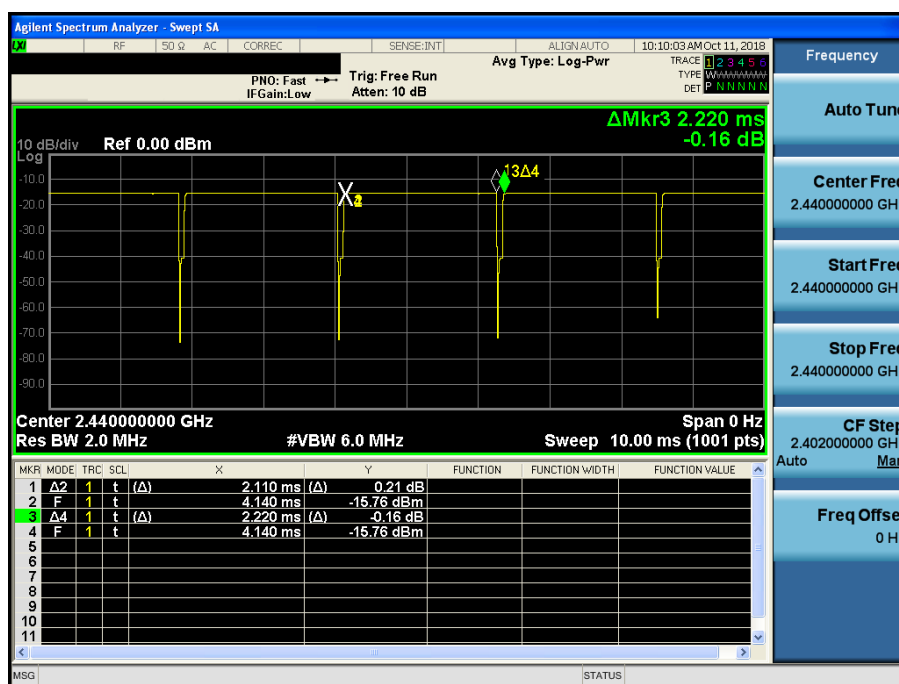 Agilent Spectrum Analyzer - Swept SA
LXI RF 50 Ω AC CORREC SENSE:INT ALIGN AUTO 10:10:03 AM Oct 11, 2018
Frequency
PNO: Fast Trig: Free Run Avg Type: Log-Pwr TRACE 1 2 3 4 5 6
IFGain:Low Atten: 10 dB TYPE WWWWWW
DET P N N N N N
Auto Tune
ΔMkr3 2.220 ms
-0.16 dB
10 dB/div Ref 0.00 dBm
Log
-10.0
-20.0
-30.0
-40.0
-50.0
-60.0
-70.0
-80.0
-90.0
13Δ4
Center 2.440000000 GHz Span 0 Hz
Res BW 2.0 MHz #VBW 6.0 MHz Sweep 10.00 ms (1001 pts)
Center Freq
2.440000000 GH
Start Freq
2.440000000 GH
Stop Freq
2.440000000 GH
CF Step
2.402000000 GH
Auto Man
Freq Offset
0 H
MKR MODE TRC SCL X Y FUNCTION FUNCTION WIDTH FUNCTION VALUE
1 Δ2 1 t (Δ) 2.110 ms (Δ) 0.21 dB
2 F 1 t 4.140 ms -15.76 dBm
3 Δ4 1 t (Δ) 2.220 ms (Δ) -0.16 dB
4 F 1 t 4.140 ms -15.76 dBm
5
6
7
8
9
10
11
MSG STATUS